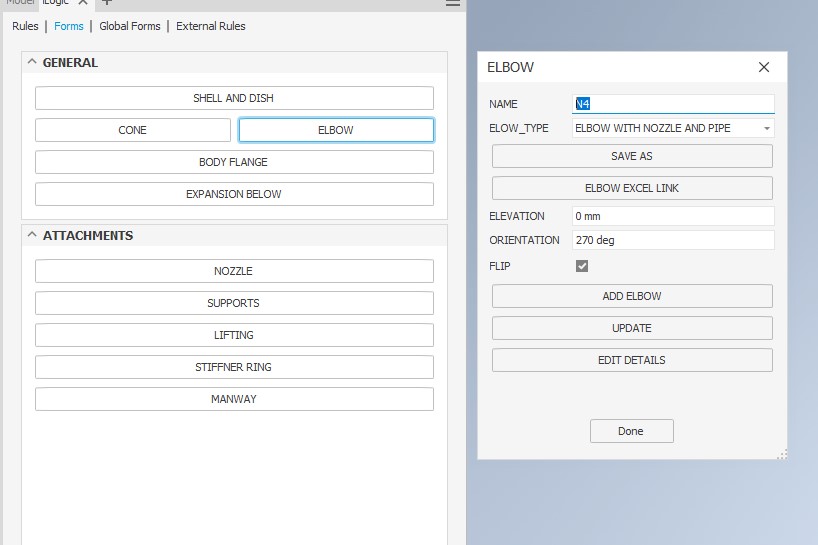 Model iLogic × +
Rules | Forms | Global Forms | External Rules
GENERAL
SHELL AND DISH
CONE
ELBOW
BODY FLANGE
EXPANSION BELOW
ATTACHMENTS
NOZZLE
SUPPORTS
LIFTING
STIFFNER RING
MANWAY
ELBOW
NAME N4
ELOW_TYPE ELBOW WITH NOZZLE AND PIPE
SAVE AS
ELBOW EXCEL LINK
ELEVATION 0 mm
ORIENTATION 270 deg
FLIP
ADD ELBOW
UPDATE
EDIT DETAILS
Done